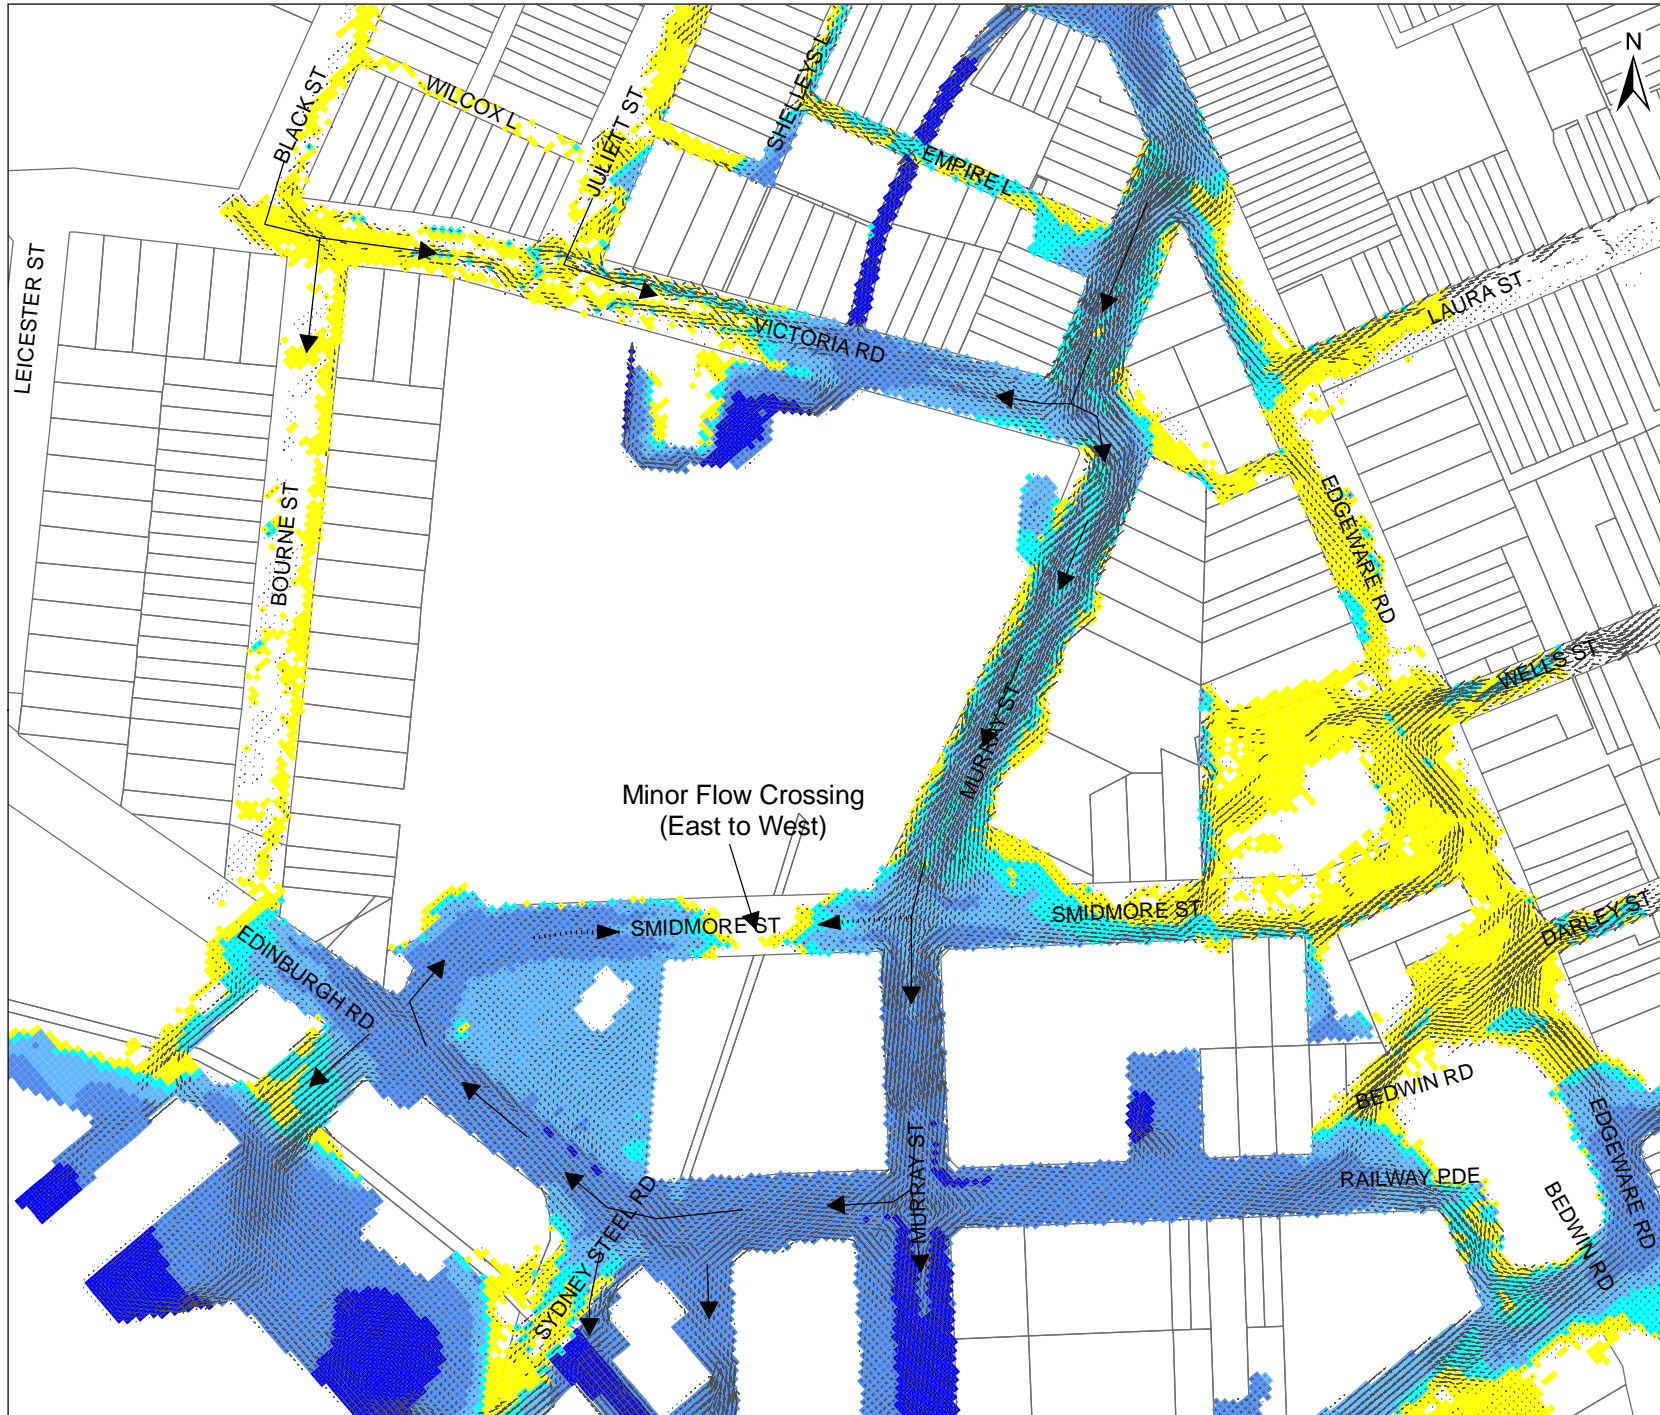 N
BLACK ST
WILCOX L
JULIETT ST
SHELLEYS L
EMPIRE L
LEICESTER ST
VICTORIA RD
LAURA ST
BOURNE ST
EDGEWARE RD
WELLS ST
MURRAY ST
Minor Flow Crossing
(East to West)
SMIDMORE ST
SMIDMORE ST
DARLEY ST
EDINBURGH RD
BEDWIN RD
EDGEWARE RD
MURRAY ST
RAILWAY PDE
BEDWIN RD
SYDNEY STEEL RD